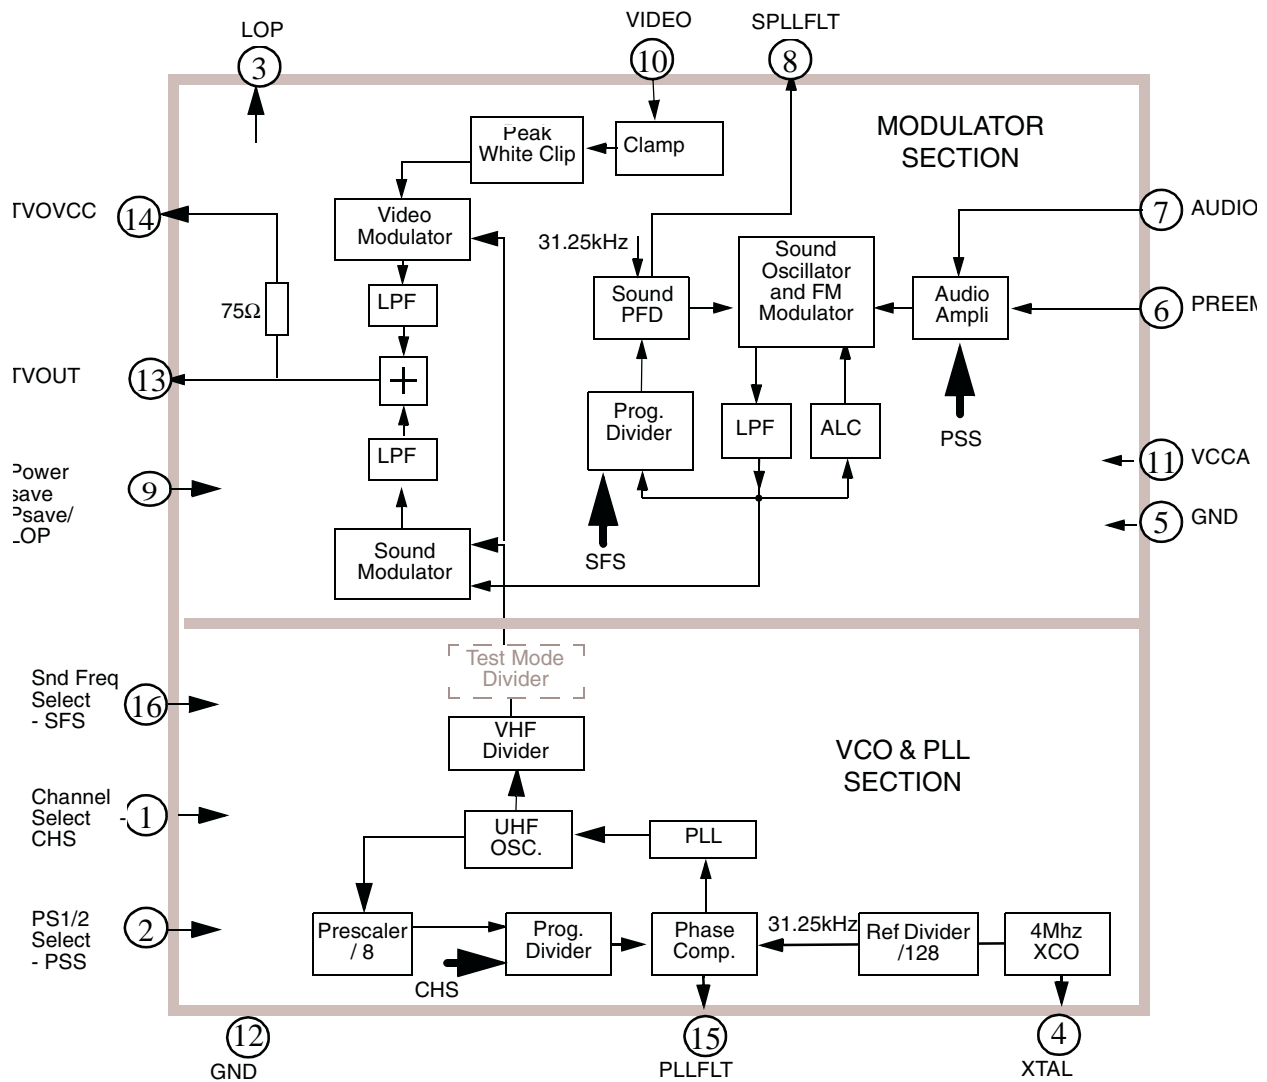 LOP
3
VIDEO
10
SPLLFLT
8
MODULATOR
SECTION
Peak
White Clip
Clamp
TVOVCC
14
Video
Modulator
7
AUDIO
31.25kHz
Sound
Oscillator
and FM
Modulator
LPF
75Ω
Sound
PFD
Audio
Ampli
6
PREEM
TVOUT
13
+
Prog.
Divider
LPF
ALC
PSS
LPF
11
VCCA
Power
save
Psave/
LOP
9
5
GND
SFS
Sound
Modulator
Test Mode
Divider
Snd Freq
Select
- SFS
16
VHF
Divider
VCO & PLL
SECTION
Channel
Select -
CHS
1
UHF
OSC.
PLL
PS1/2
Select
- PSS
2
Prescaler
/ 8
Prog.
Divider
Phase
Comp.
31.25kHz
Ref Divider
/128
4Mhz
XCO
CHS
12
GND
15
PLLFLT
4
XTAL